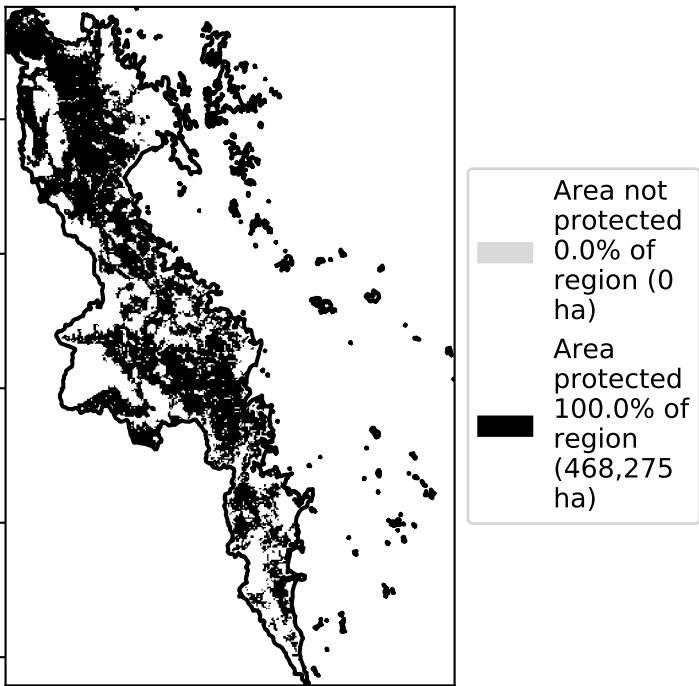 Area not
protected
0.0% of
region (0
ha)
Area
protected
100.0% of
region
(468,275
ha)